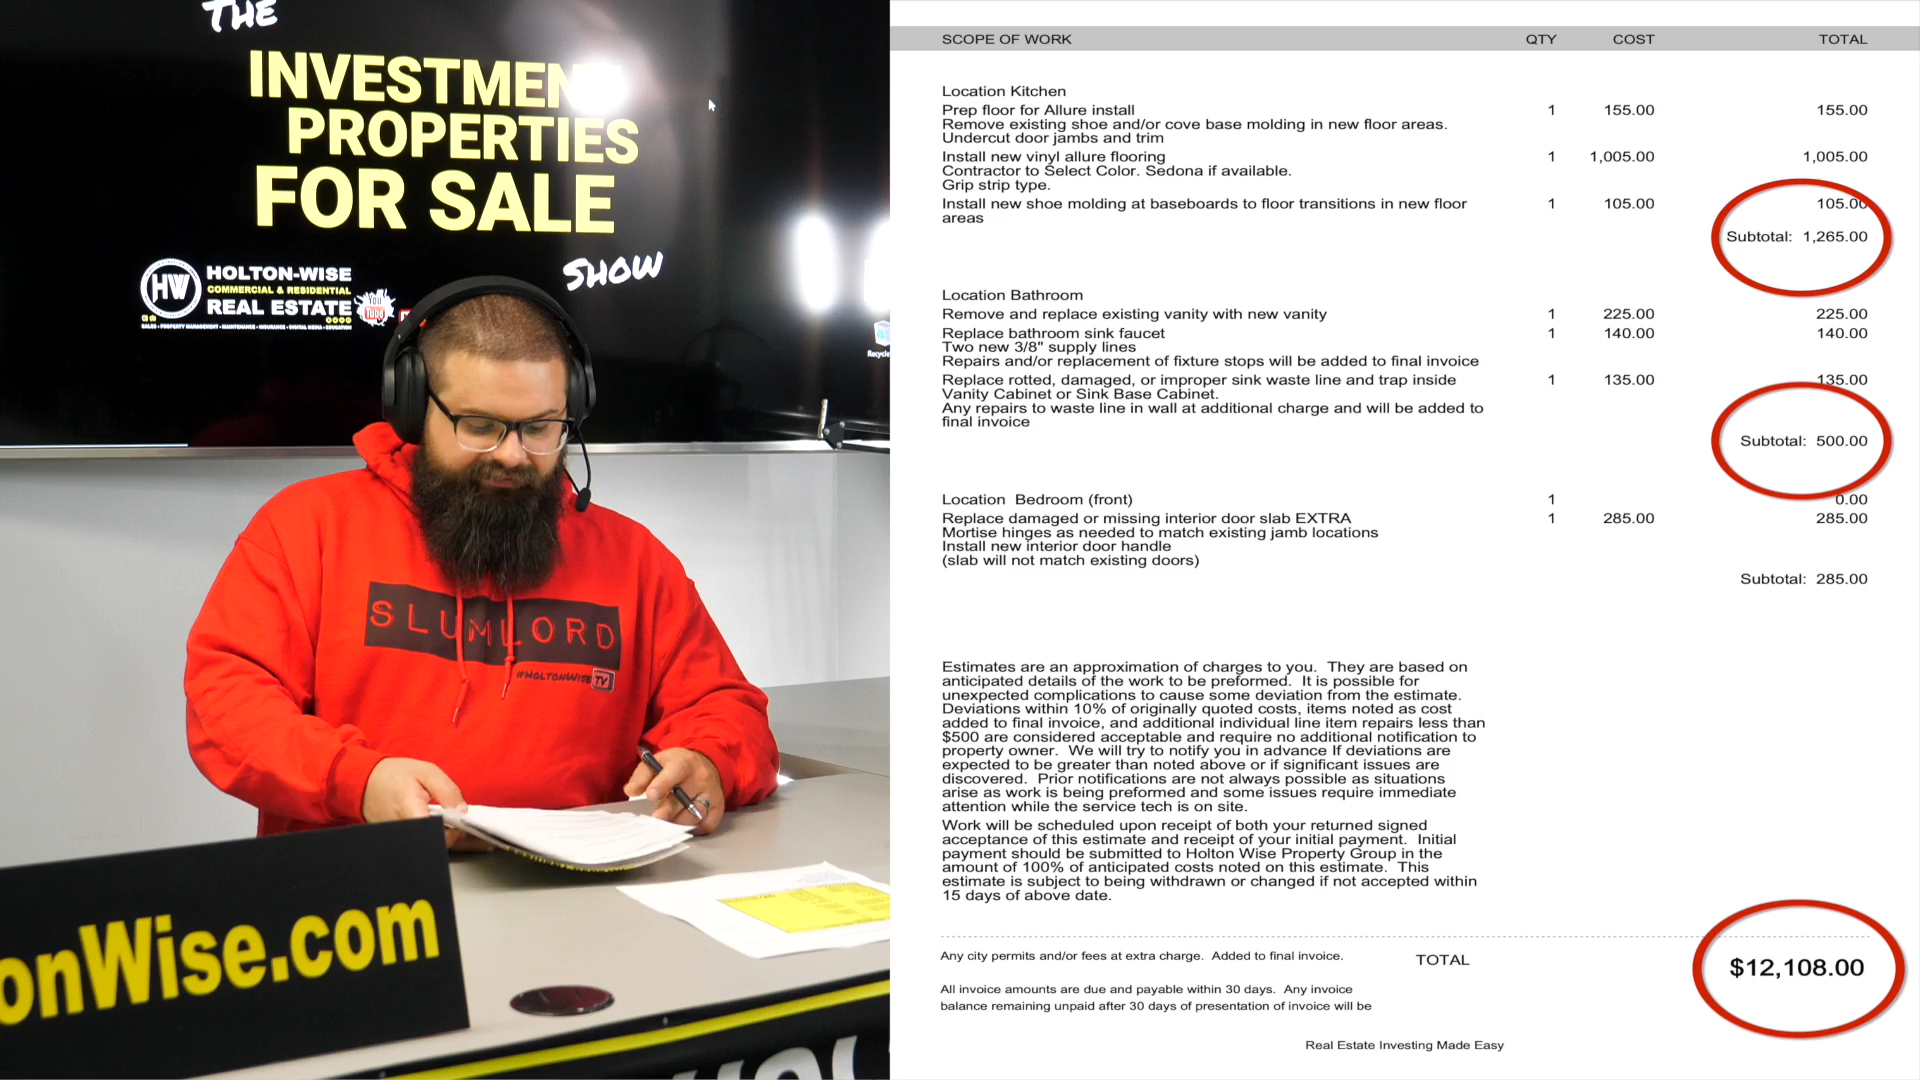 THE
INVESTMENT
PROPERTIES
FOR SALE
SHOW
HW
HOLTON-WISE
COMMERCIAL & RESIDENTIAL
REAL ESTATE
SALES • PROPERTY MANAGEMENT • MAINTENANCE • INSURANCE • DIGITAL MEDIA • EDUCATION
You
Tube
Recycle
SLUMLORD
#HOLTONWISE TV
onWise.com
SCOPE OF WORK QTY COST TOTAL
Location Kitchen
Prep floor for Allure install 1 155.00 155.00
Remove existing shoe and/or cove base molding in new floor areas.
Undercut door jambs and trim
Install new vinyl allure flooring 1 1,005.00 1,005.00
Contractor to Select Color. Sedona if available.
Grip strip type.
Install new shoe molding at baseboards to floor transitions in new floor 1 105.00 105.00
areas
Subtotal: 1,265.00
Location Bathroom
Remove and replace existing vanity with new vanity 1 225.00 225.00
Replace bathroom sink faucet 1 140.00 140.00
Two new 3/8" supply lines
Repairs and/or replacement of fixture stops will be added to final invoice
Replace rotted, damaged, or improper sink waste line and trap inside 1 135.00 135.00
Vanity Cabinet or Sink Base Cabinet.
Any repairs to waste line in wall at additional charge and will be added to
final invoice
Subtotal: 500.00
Location Bedroom (front) 1 0.00
Replace damaged or missing interior door slab EXTRA 1 285.00 285.00
Mortise hinges as needed to match existing jamb locations
Install new interior door handle
(slab will not match existing doors)
Subtotal: 285.00
Estimates are an approximation of charges to you. They are based on
anticipated details of the work to be preformed. It is possible for
unexpected complications to cause some deviation from the estimate.
Deviations within 10% of originally quoted costs, items noted as cost
added to final invoice, and additional individual line item repairs less than
$500 are considered acceptable and require no additional notification to
property owner. We will try to notify you in advance If deviations are
expected to be greater than noted above or if significant issues are
discovered. Prior notifications are not always possible as situations
arise as work is being preformed and some issues require immediate
attention while the service tech is on site.
Work will be scheduled upon receipt of both your returned signed
acceptance of this estimate and receipt of your initial payment. Initial
payment should be submitted to Holton Wise Property Group in the
amount of 100% of anticipated costs noted on this estimate. This
estimate is subject to being withdrawn or changed if not accepted within
15 days of above date.
Any city permits and/or fees at extra charge. Added to final invoice. TOTAL $12,108.00
All invoice amounts are due and payable within 30 days. Any invoice
balance remaining unpaid after 30 days of presentation of invoice will be
Real Estate Investing Made Easy